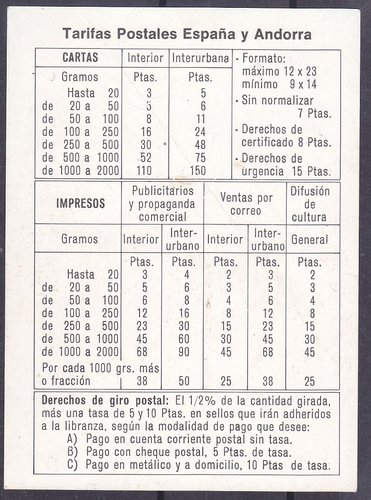 Tarifas Postales España y Andorra
CARTAS Interior Interurbana
Gramos Ptas. Ptas.
Hasta 20 3 5
de 20 a 50 5 6
de 50 a 100 8 11
de 100 a 250 16 24
de 250 a 500 30 48
de 500 a 1000 52 75
de 1000 a 2000 110 150
· Formato:
máximo 12 x 23
mínimo 9 x 14
· Sin normalizar
7 Ptas.
· Derechos de
certificado 8 Ptas.
· Derechos de
urgencia 15 Ptas.
IMPRESOS Publicitarios y propaganda comercial Ventas por correo Difusión de cultura
Gramos Interior Inter-urbano Interior Inter-urbano General
Ptas. Ptas. Ptas. Ptas. Ptas.
Hasta 20 3 4 2 3 2
de 20 a 50 5 6 3 5 3
de 50 a 100 6 8 4 6 4
de 100 a 250 12 16 8 12 8
de 250 a 500 23 30 15 23 15
de 500 a 1000 45 60 30 45 30
de 1000 a 2000 68 90 45 68 45
Por cada 1000 grs. más
o fracción 38 50 25 38 25
Derechos de giro postal: El 1/2% de la cantidad girada,
más una tasa de 5 y 10 Ptas. en sellos que irán adheridos
a la libranza, según la modalidad de pago que desee:
A) Pago en cuenta corriente postal sin tasa.
B) Pago con cheque postal, 5 Ptas. de tasa.
C) Pago en metálico y a domicilio, 10 Ptas. de tasa.